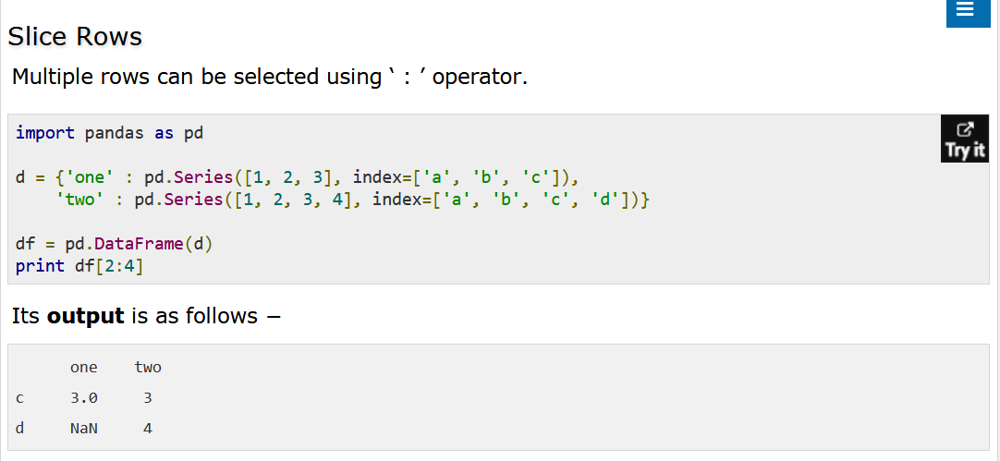 Slice Rows
Multiple rows can be selected using ‘ : ’ operator.
import pandas as pd
Try it
d = {'one' : pd.Series([1, 2, 3], index=['a', 'b', 'c']),
    'two' : pd.Series([1, 2, 3, 4], index=['a', 'b', 'c', 'd'])}
df = pd.DataFrame(d)
print df[2:4]
Its output is as follows −
one two
c 3.0 3
d NaN 4